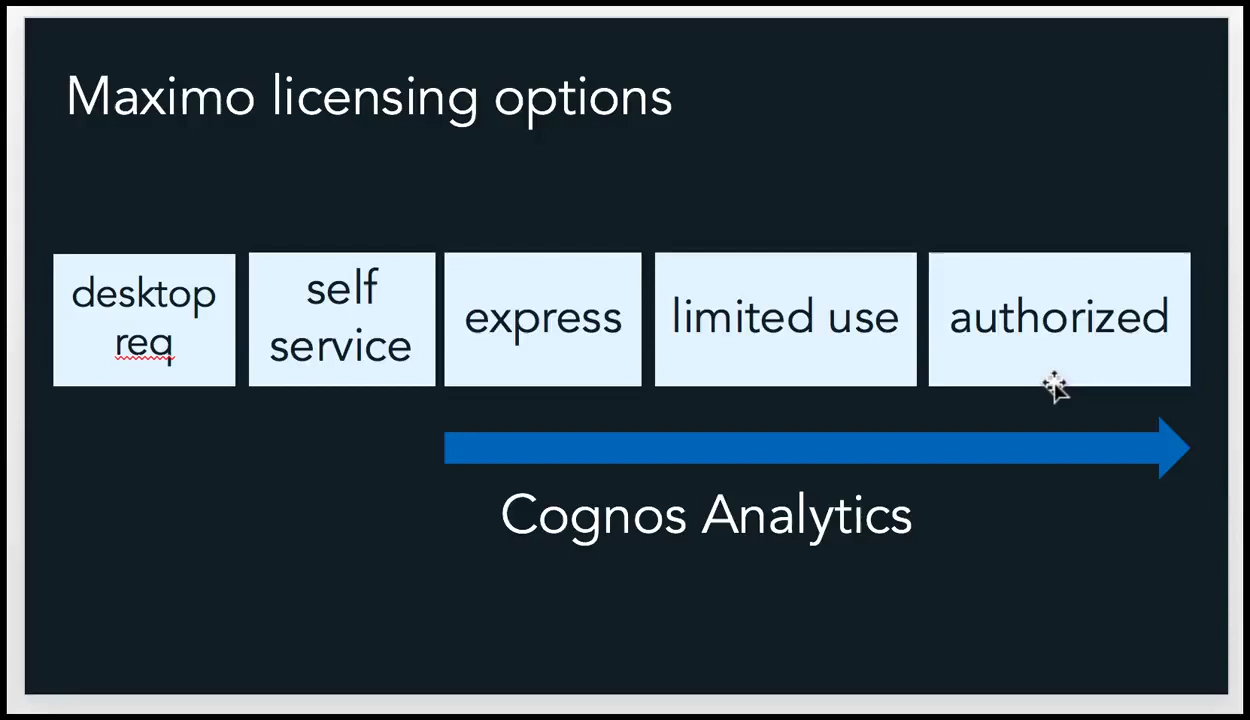 Maximo licensing options
desktop
req
self
service
express
limited use
authorized
Cognos Analytics